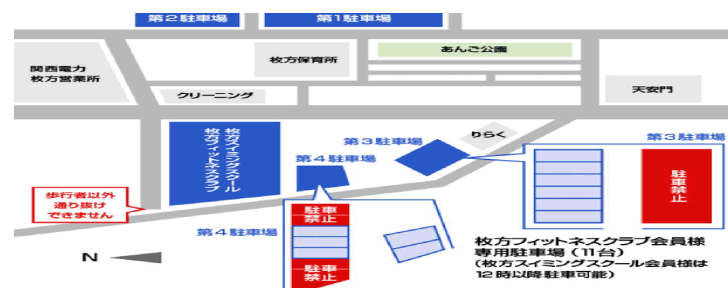 第2駐車場
第1駐車場
関西電力
枚方営業所
枚方保育所
あんご公園
クリーニング
天安門
枚方スイミングスクール
枚方フィットネスクラブ
第3駐車場
りらく
第3駐車場
第4駐車場
駐車禁止
歩行者以外
通り抜け
できません
駐車
禁止
第4駐車場
駐車
禁止
N
枚方フィットネスクラブ会員様
専用駐車場(11台)
(枚方スイミングスクール会員様は
12時以降駐車可能)